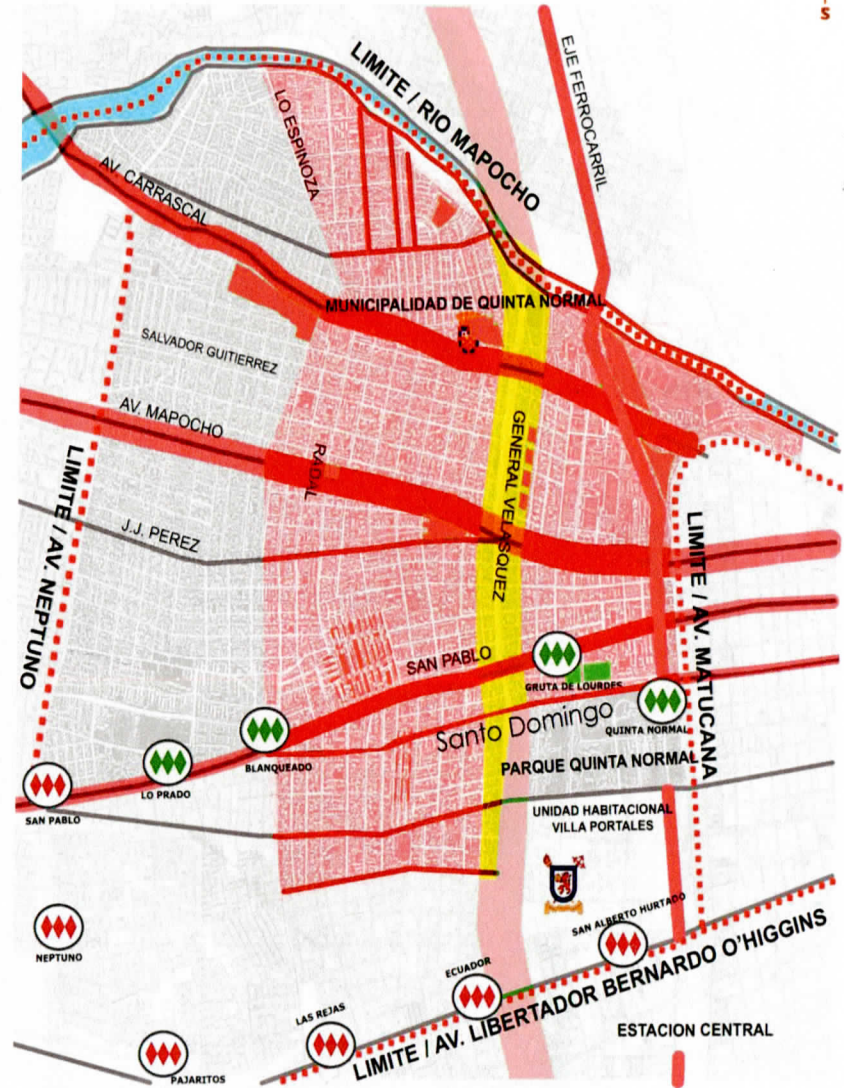 S
LIMITE / RIO MAPOCHO
EJE FERROCARRIL
LO ESPINOZA
AV. CARRASCAL
MUNICIPALIDAD DE QUINTA NORMAL
SALVADOR GUTIERREZ
AV. MAPOCHO
RADAL
GENERAL VELASQUEZ
LIMITE / AV. NEPTUNO
J.J. PEREZ
LIMITE / AV. MATUCANA
SAN PABLO
GRUTA DE LOURDES
Santo Domingo
QUINTA NORMAL
BLANQUEADO
PARQUE QUINTA NORMAL
LO PRADO
SAN PABLO
UNIDAD HABITACIONAL
VILLA PORTALES
SAN ALBERTO HURTADO
NEPTUNO
ECUADOR
LIMITE / AV. LIBERTADOR BERNARDO O'HIGGINS
LAS REJAS
ESTACION CENTRAL
PAJARITOS